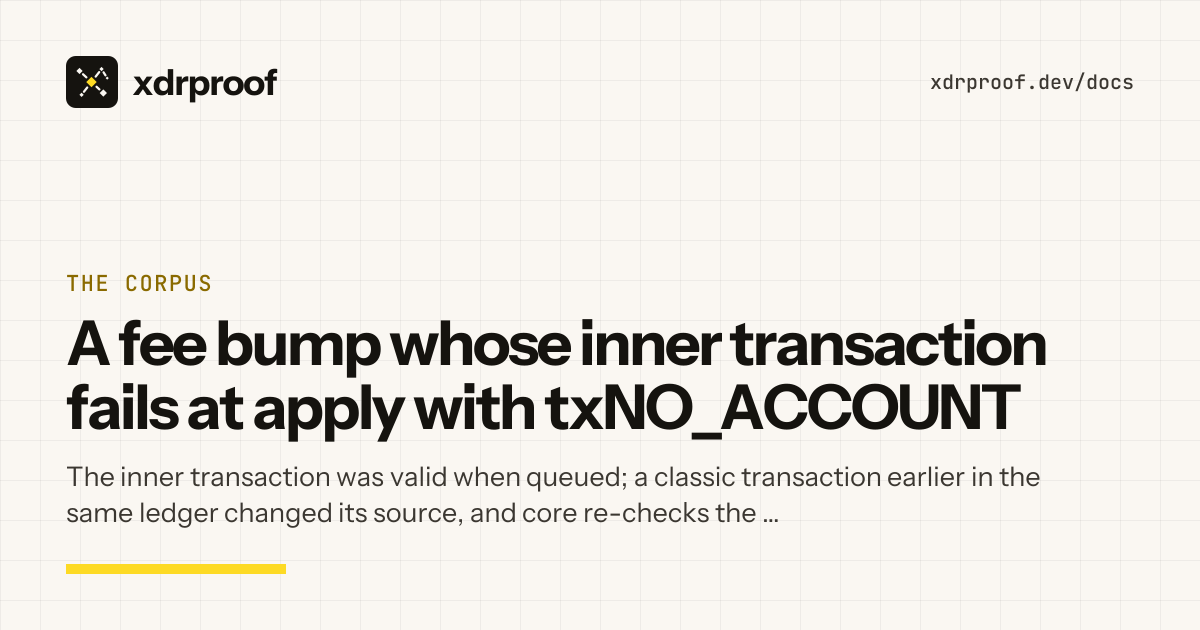 xdrproof
xdrproof.dev/docs
THE CORPUS
A fee bump whose inner transaction
fails at apply with txNO_ACCOUNT
The inner transaction was valid when queued; a classic transaction earlier in the
same ledger changed its source, and core re-checks the ...